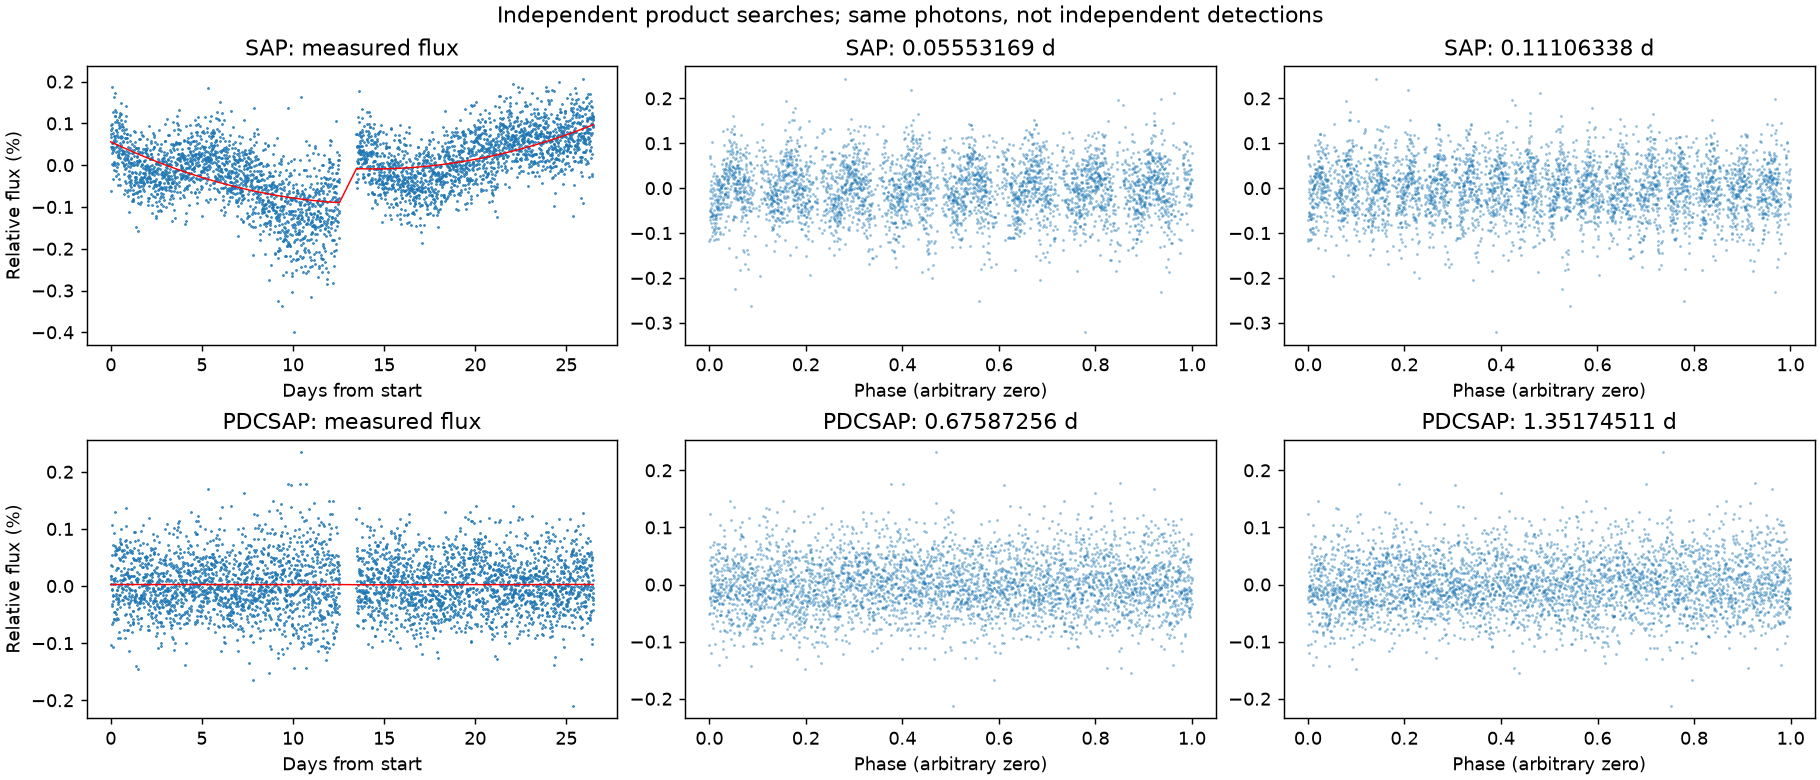 Independent product searches; same photons, not independent detections
SAP: measured flux
SAP: 0.05553169 d
SAP: 0.11106338 d
Relative flux (%)
0.2
0.1
0.0
−0.1
−0.2
−0.3
−0.4
0 5 10 15 20 25
Days from start
0.2
0.1
0.0
−0.1
−0.2
−0.3
0.0 0.2 0.4 0.6 0.8 1.0
Phase (arbitrary zero)
0.2
0.1
0.0
−0.1
−0.2
−0.3
0.0 0.2 0.4 0.6 0.8 1.0
Phase (arbitrary zero)
PDCSAP: measured flux
PDCSAP: 0.67587256 d
PDCSAP: 1.35174511 d
Relative flux (%)
0.2
0.1
0.0
−0.1
−0.2
0 5 10 15 20 25
Days from start
0.2
0.1
0.0
−0.1
−0.2
0.0 0.2 0.4 0.6 0.8 1.0
Phase (arbitrary zero)
0.2
0.1
0.0
−0.1
−0.2
0.0 0.2 0.4 0.6 0.8 1.0
Phase (arbitrary zero)